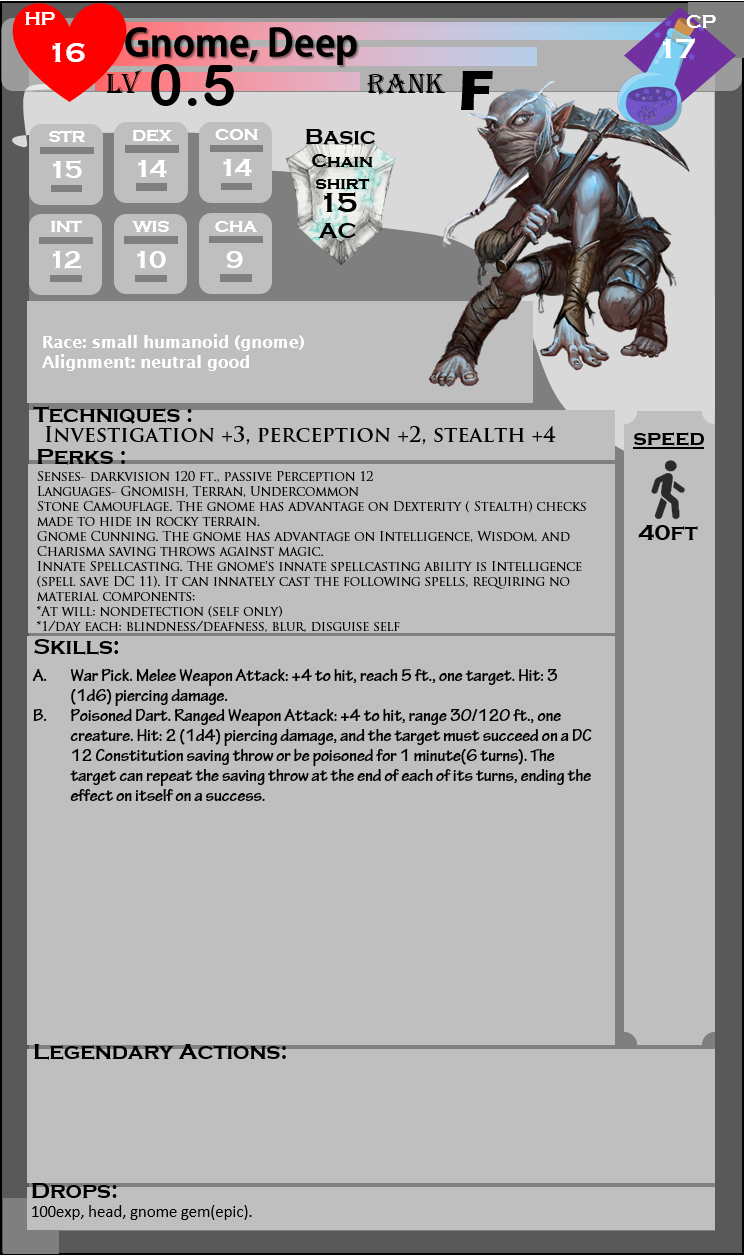 HP
16
Gnome, Deep
CP
17
LV 0.5
RANK F
STR
15
DEX
14
CON
14
INT
12
WIS
10
CHA
9
Basic
Chain
shirt
15
AC
Race: small humanoid (gnome)
Alignment: neutral good
Techniques :
Investigation +3, perception +2, stealth +4
Perks :
Senses- darkvision 120 ft., passive Perception 12
Languages- Gnomish, Terran, Undercommon
Stone Camouflage. The gnome has advantage on Dexterity ( Stealth) checks
made to hide in rocky terrain.
Gnome Cunning. The gnome has advantage on Intelligence, Wisdom, and
Charisma saving throws against magic.
Innate Spellcasting. The gnome's innate spellcasting ability is Intelligence
(spell save DC 11). It can innately cast the following spells, requiring no
material components:
*At will: nondetection (self only)
*1/day each: blindness/deafness, blur, disguise self
SPEED
40FT
Skills:
A. War Pick. Melee Weapon Attack: +4 to hit, reach 5 ft., one target. Hit: 3
(1d6) piercing damage.
B. Poisoned Dart. Ranged Weapon Attack: +4 to hit, range 30/120 ft., one
creature. Hit: 2 (1d4) piercing damage, and the target must succeed on a DC
12 Constitution saving throw or be poisoned for 1 minute(6 turns). The
target can repeat the saving throw at the end of each of its turns, ending the
effect on itself on a success.
Legendary Actions:
Drops:
100exp, head, gnome gem(epic).